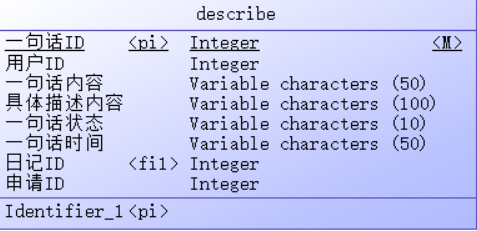 describe
一句话ID <pi> Integer <M>
用户ID Integer
一句话内容 Variable characters (50)
具体描述内容 Variable characters (100)
一句话状态 Variable characters (10)
一句话时间 Variable characters (50)
日记ID <fi1> Integer
申请ID Integer
Identifier_1 <pi>